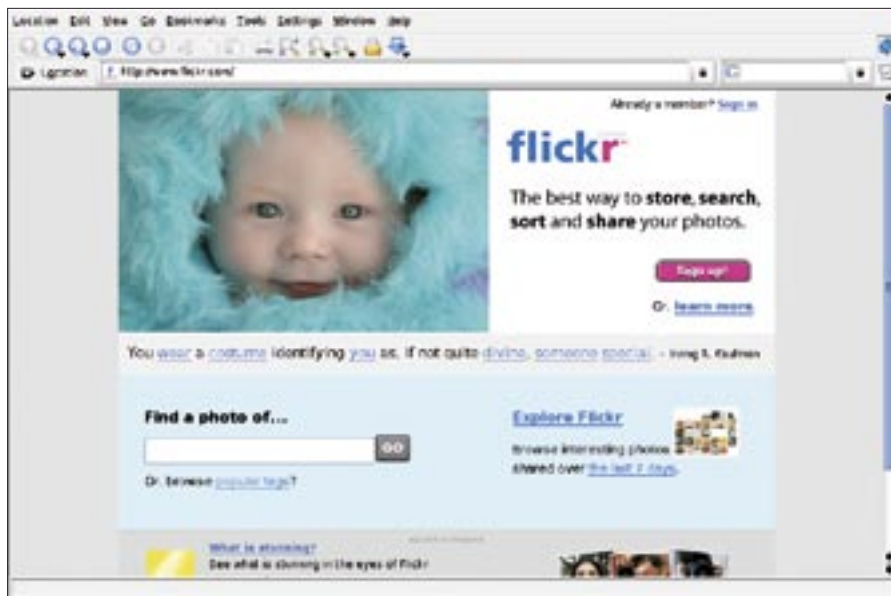 Location Edit View Go Bookmarks Tools Settings Window Help
Location http://www.flickr.com/
Already a member? Sign in.
flickr
The best way to store, search,
sort and share your photos.
Sign up!
Or, learn more.
You wear a costume identifying you as, if not quite divine, someone special. - Irving R. Kaufman
Find a photo of...
GO
Or, browse popular tags?
Explore Flickr
Browse interesting photos
shared over the last 7 days.
What is stunning?
See what is stunning in the eyes of Flickr